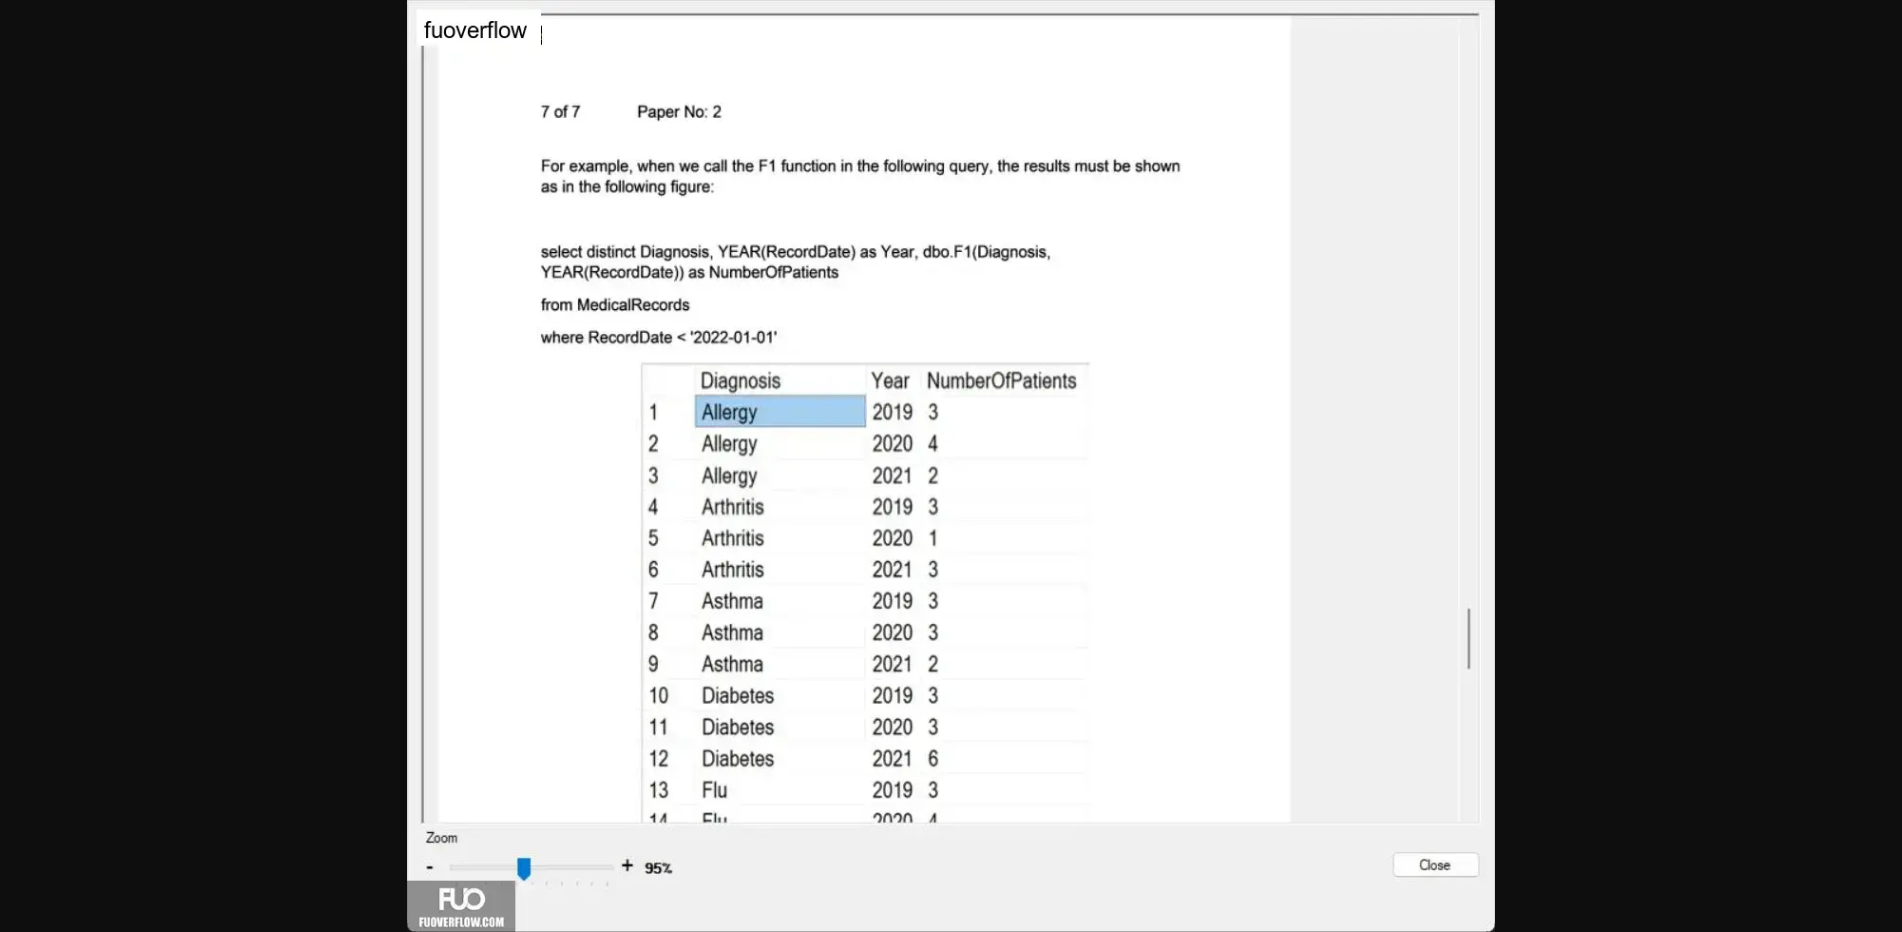 fuoverflow
7 of 7 Paper No: 2
For example, when we call the F1 function in the following query, the results must be shown
as in the following figure:
select distinct Diagnosis, YEAR(RecordDate) as Year, dbo.F1(Diagnosis,
YEAR(RecordDate)) as NumberOfPatients
from MedicalRecords
where RecordDate < '2022-01-01'
Diagnosis Year NumberOfPatients
1 Allergy 2019 3
2 Allergy 2020 4
3 Allergy 2021 2
4 Arthritis 2019 3
5 Arthritis 2020 1
6 Arthritis 2021 3
7 Asthma 2019 3
8 Asthma 2020 3
9 Asthma 2021 2
10 Diabetes 2019 3
11 Diabetes 2020 3
12 Diabetes 2021 6
13 Flu 2019 3
14 Flu 2020 4
Zoom
- + 95%
Close
FUO
FUOVERFLOW.COM